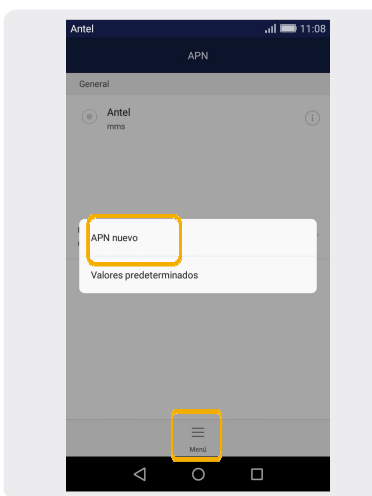 Antel 11:08
APN
General
Antel
mms
APN nuevo
Valores predeterminados
Menú